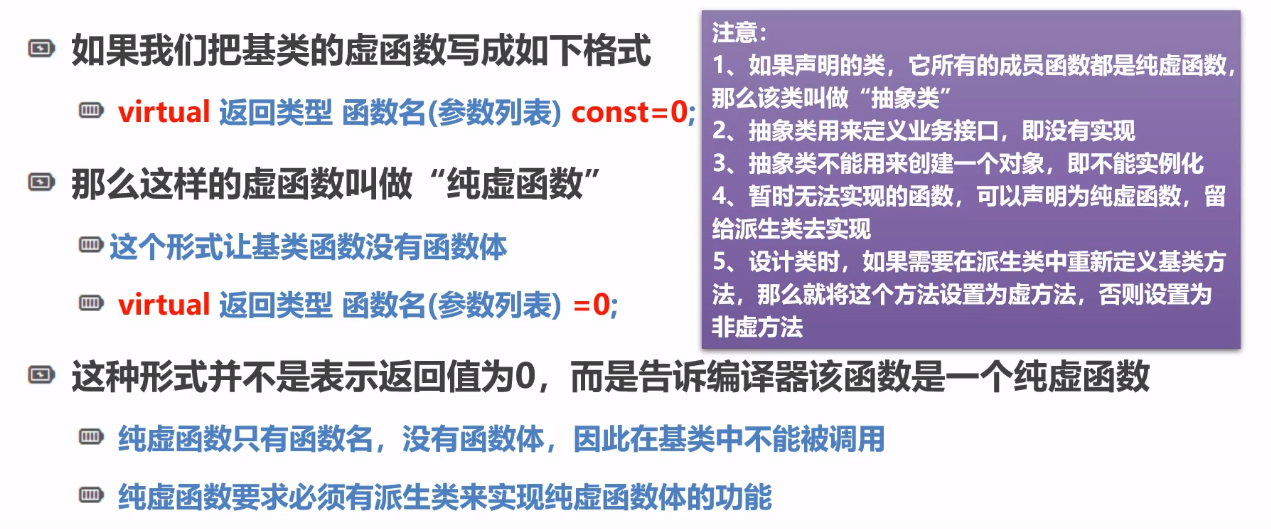 如果我们把基类的虚函数写成如下格式
virtual 返回类型 函数名(参数列表) const=0;
那么这样的虚函数叫做“纯虚函数”
这个形式让基类函数没有函数体
virtual 返回类型 函数名(参数列表) =0;
这种形式并不是表示返回值为0，而是告诉编译器该函数是一个纯虚函数
纯虚函数只有函数名，没有函数体，因此在基类中不能被调用
纯虚函数要求必须有派生类来实现纯虚函数体的功能
注意：
1、如果声明的类，它所有的成员函数都是纯虚函数，
那么该类叫做“抽象类”
2、抽象类用来定义业务接口，即没有实现
3、抽象类不能用来创建一个对象，即不能实例化
4、暂时无法实现的函数，可以声明为纯虚函数，留
给派生类去实现
5、设计类时，如果需要在派生类中重新定义基类方
法，那么就将这个方法设置为虚方法，否则设置为
非虚方法